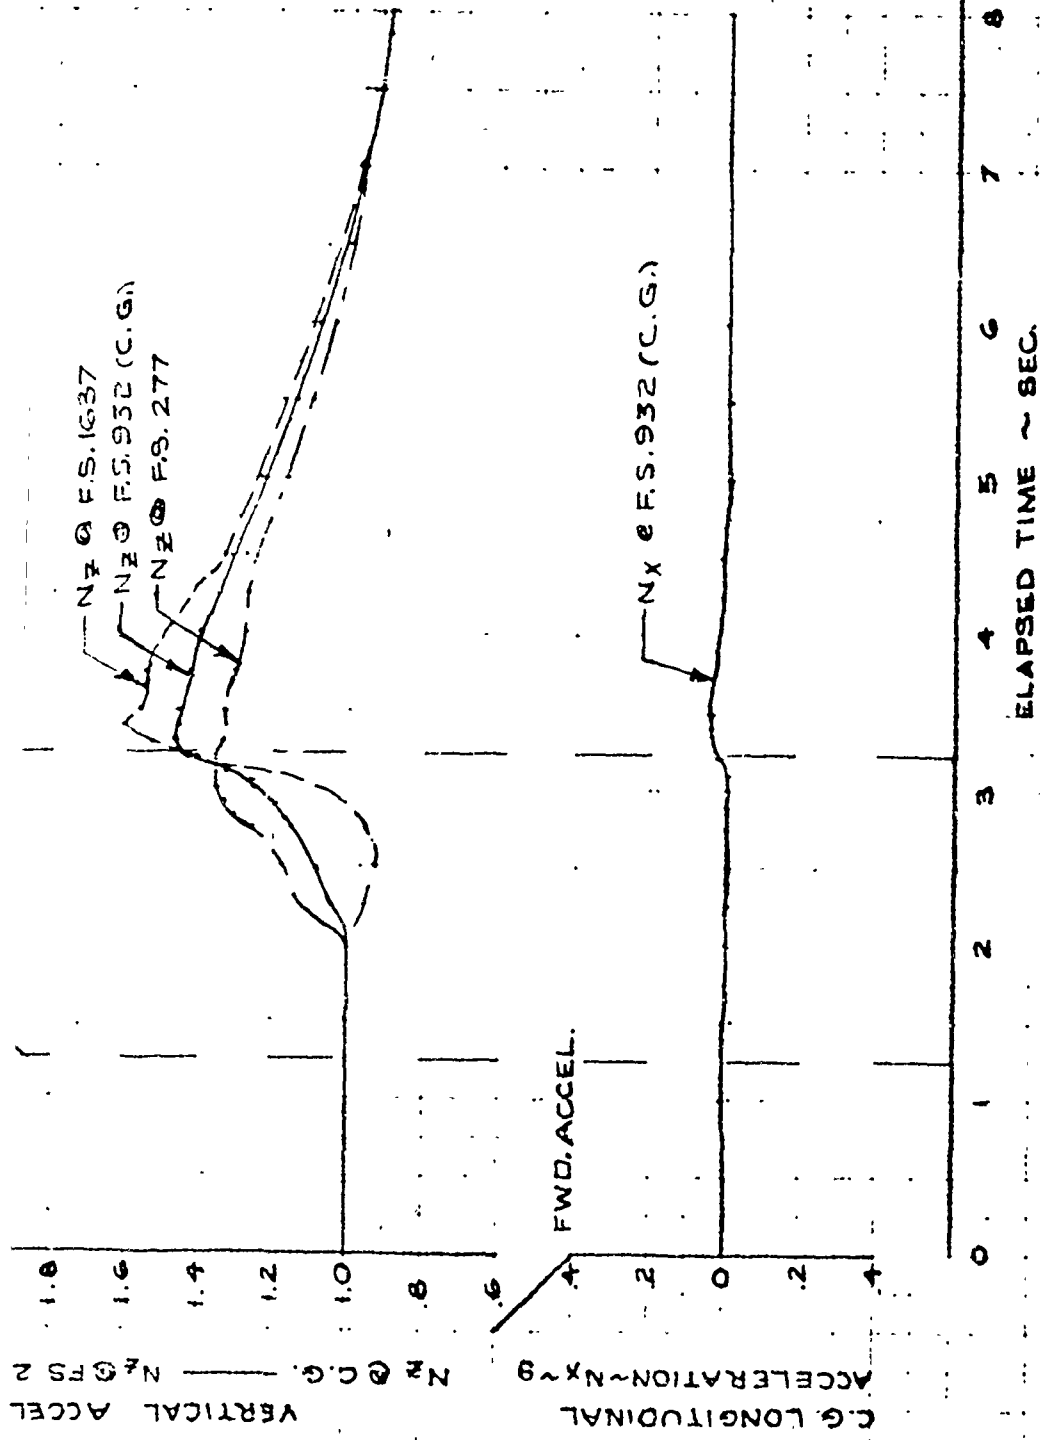 1.8
1.6
1.4
1.2
1.0
.8
.6
VERTICAL ACCEL
Nz @ C.G. —— Nz @ FS 2
Nz @ F.S. 1637
Nz @ F.S. 932 (C.G.)
Nz @ F.S. 277
FWD. ACCEL.
.4
.2
0
.2
.4
C.G. LONGITUDINAL
ACCELERATION~Nx~g
Nx @ F.S. 932 (C.G.)
0 1 2 3 4 5 6 7 8
ELAPSED TIME ~ SEC.